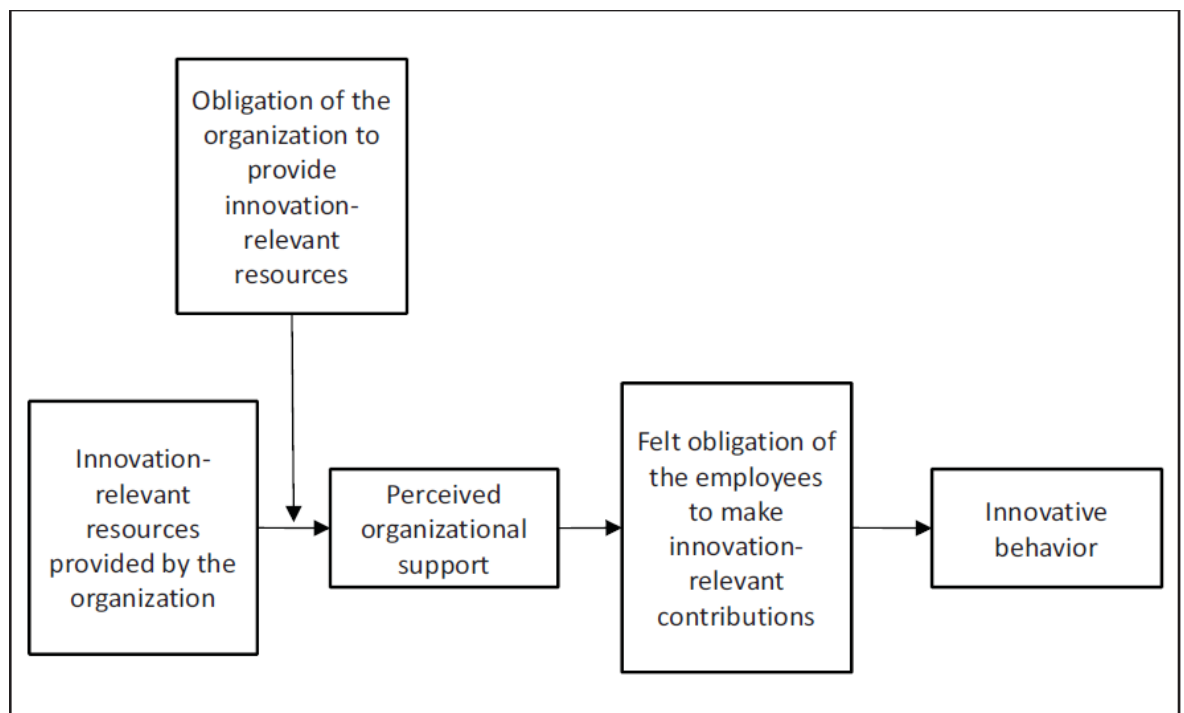 Obligation of the
organization to
provide
innovation-
relevant
resources
Innovation-
relevant
resources
provided by the
organization
Perceived
organizational
support
Felt obligation of
the employees
to make
innovation-
relevant
contributions
Innovative
behavior